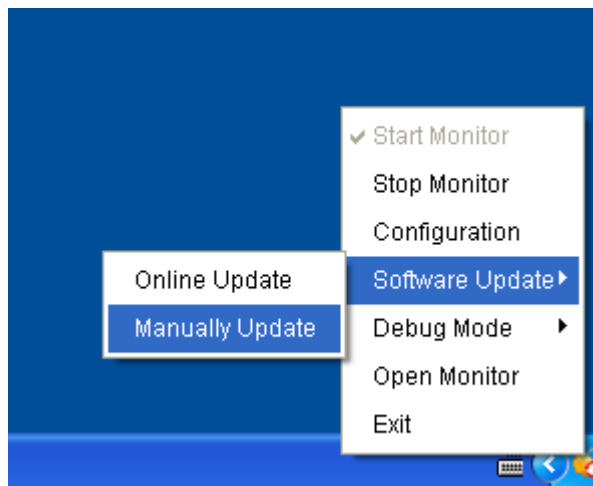 Start Monitor
Stop Monitor
Configuration
Software Update
Debug Mode
Open Monitor
Exit
Online Update
Manually Update